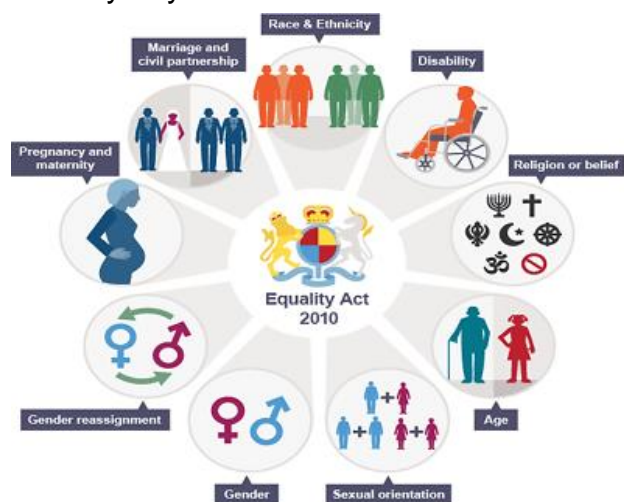 Race & Ethnicity
Marriage and
civil partnership
Disability
Pregnancy and
maternity
Religion or belief
Equality Act
2010
Gender reassignment
Age
Gender
Sexual orientation